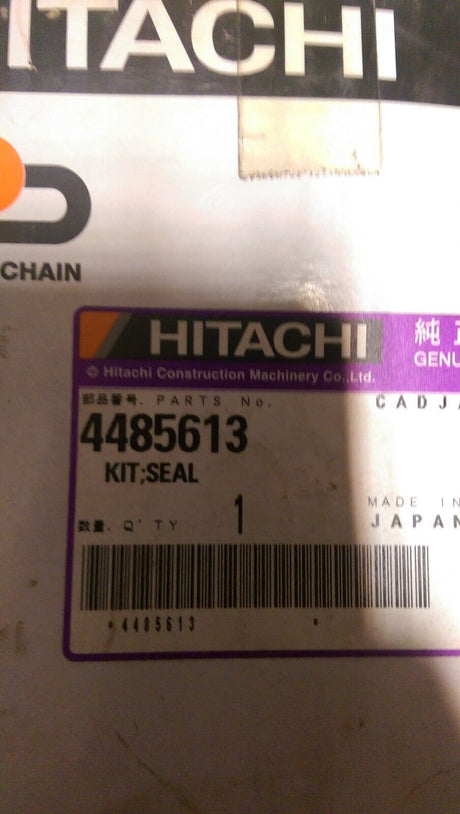 HITACHI
CHAIN
HITACHI 純正
GENU
© Hitachi Construction Machinery Co.,Ltd.
部品番号. PARTS No. CADJA
4485613
KIT;SEAL
MADE IN
数量. Q'TY 1 JAPAN
*4485613 *